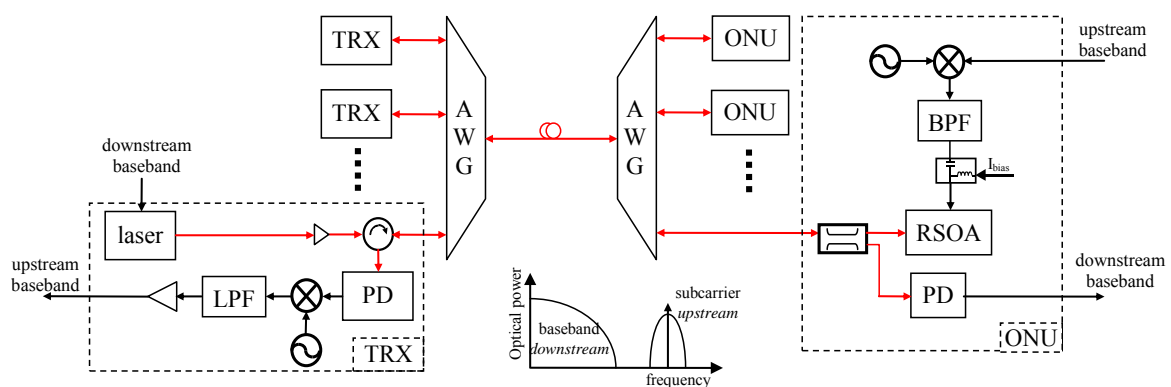 TRX
TRX
downstream
baseband
laser
upstream
baseband
LPF
PD
TRX
A
W
G
A
W
G
Optical power
baseband
downstream
subcarrier
upstream
frequency
ONU
ONU
upstream
baseband
BPF
Ibias
RSOA
PD
downstream
baseband
ONU